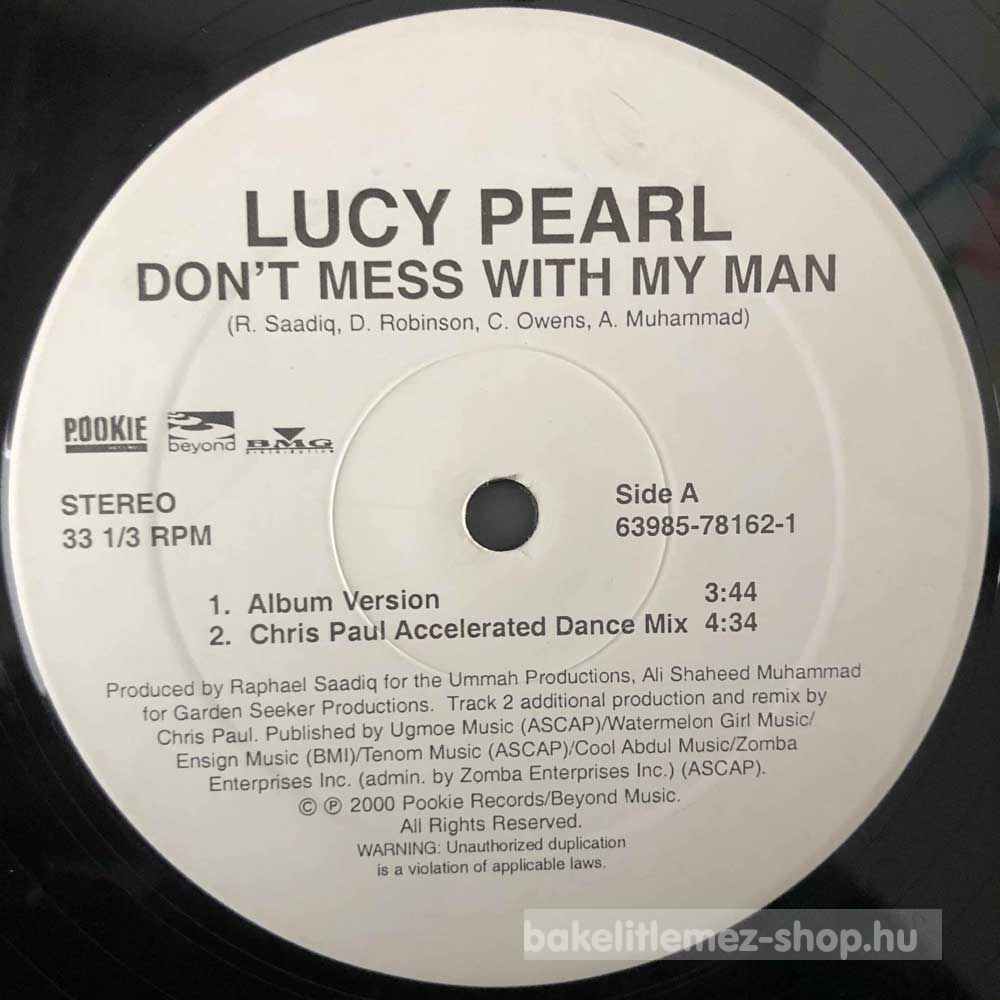 LUCY PEARL
DON'T MESS WITH MY MAN
(R. Saadiq, D. Robinson, C. Owens, A. Muhammad)
POOKIE beyond BMG
DISTRIBUTION
STEREO
33 1/3 RPM
Side A
63985-78162-1
1. Album Version 3:44
2. Chris Paul Accelerated Dance Mix 4:34
Produced by Raphael Saadiq for the Ummah Productions, Ali Shaheed Muhammad
for Garden Seeker Productions. Track 2 additional production and remix by
Chris Paul. Published by Ugmoe Music (ASCAP)/Watermelon Girl Music/
Ensign Music (BMI)/Tenom Music (ASCAP)/Cool Abdul Music/Zomba
Enterprises Inc. (admin. by Zomba Enterprises Inc.) (ASCAP).
© ℗ 2000 Pookie Records/Beyond Music.
All Rights Reserved.
WARNING: Unauthorized duplication
is a violation of applicable laws.
bakelitlemez-shop.hu